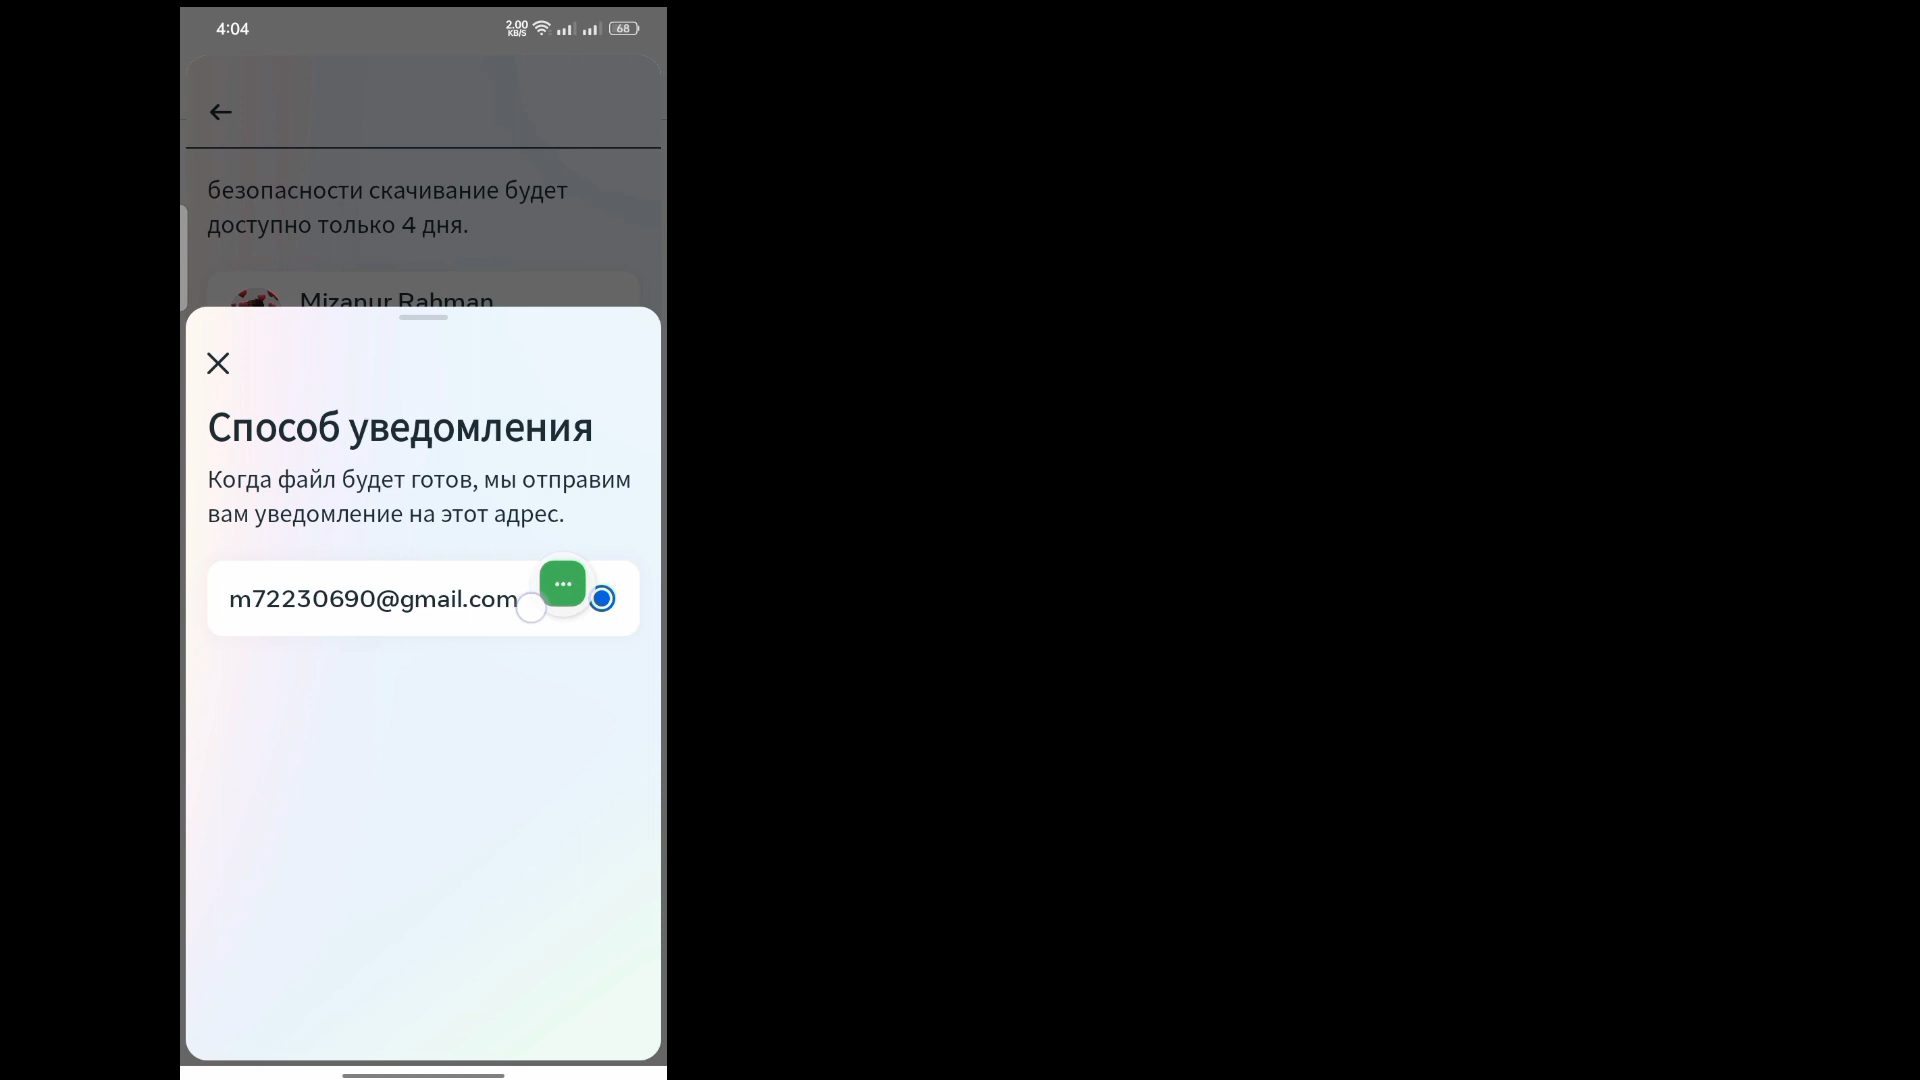 4:04
2.00
KB/S
68
безопасности скачивание будет
доступно только 4 дня.
Mizanur Rahman
Способ уведомления
Когда файл будет готов, мы отправим
вам уведомление на этот адрес.
m72230690@gmail.com